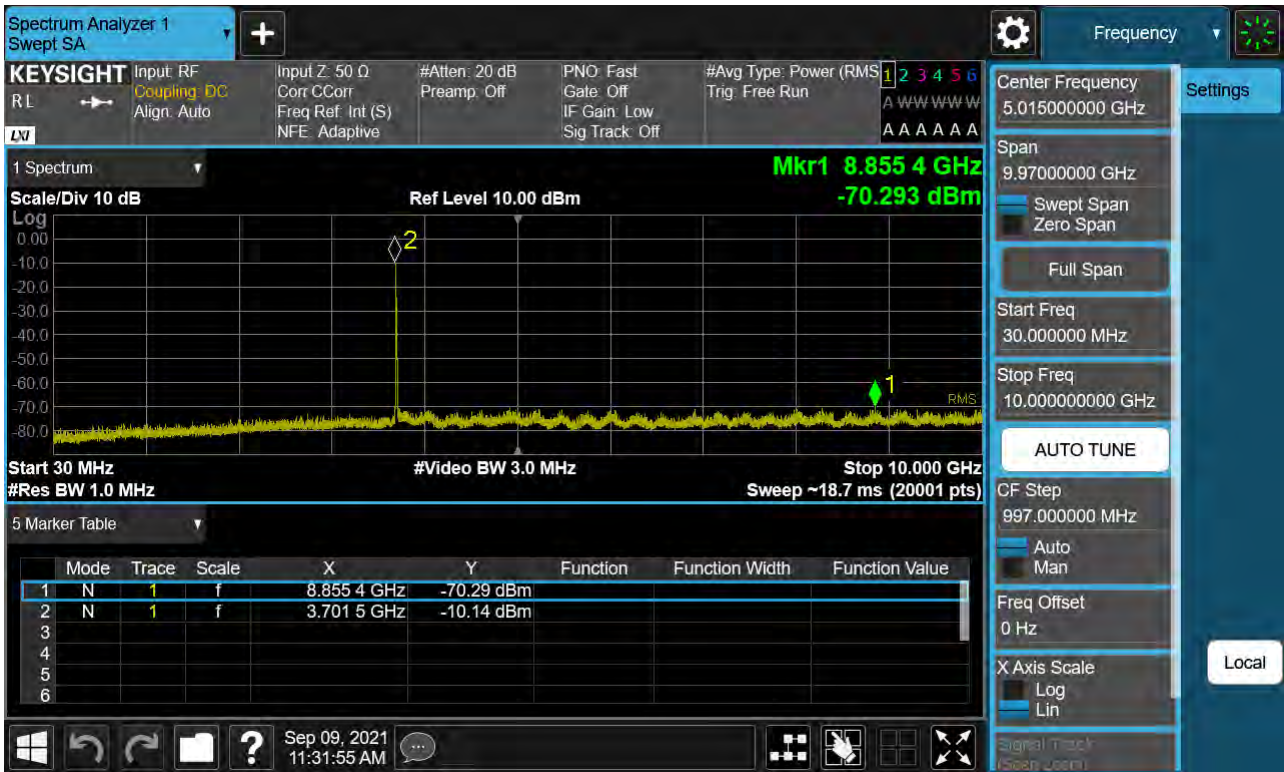 Spectrum Analyzer 1
Swept SA
+
Frequency
KEYSIGHT
RL
LXI
Input: RF
Coupling: DC
Align: Auto
Input Z: 50 Ω
Corr CCorr
Freq Ref: Int (S)
NFE: Adaptive
#Atten: 20 dB
Preamp: Off
PNO: Fast
Gate: Off
IF Gain: Low
Sig Track: Off
#Avg Type: Power (RMS
Trig: Free Run
1 2 3 4 5 6
A W W W W W
A A A A A A
1 Spectrum
Scale/Div 10 dB
Ref Level 10.00 dBm
Mkr1 8.855 4 GHz
-70.293 dBm
Log
0.00
-10.0
-20.0
-30.0
-40.0
-50.0
-60.0
-70.0
-80.0
2
1
RMS
Start 30 MHz
#Video BW 3.0 MHz
Stop 10.000 GHz
#Res BW 1.0 MHz
Sweep ~18.7 ms (20001 pts)
5 Marker Table
Mode Trace Scale X Y Function Function Width Function Value
1 N 1 f 8.855 4 GHz -70.29 dBm
2 N 1 f 3.701 5 GHz -10.14 dBm
3
4
5
6
Center Frequency
5.015000000 GHz
Span
9.97000000 GHz
Swept Span
Zero Span
Full Span
Start Freq
30.000000 MHz
Stop Freq
10.000000000 GHz
AUTO TUNE
CF Step
997.000000 MHz
Auto
Man
Freq Offset
0 Hz
X Axis Scale
Log
Lin
Signal Track
(Span Zoom)
Settings
Local
?
Sep 09, 2021
11:31:55 AM